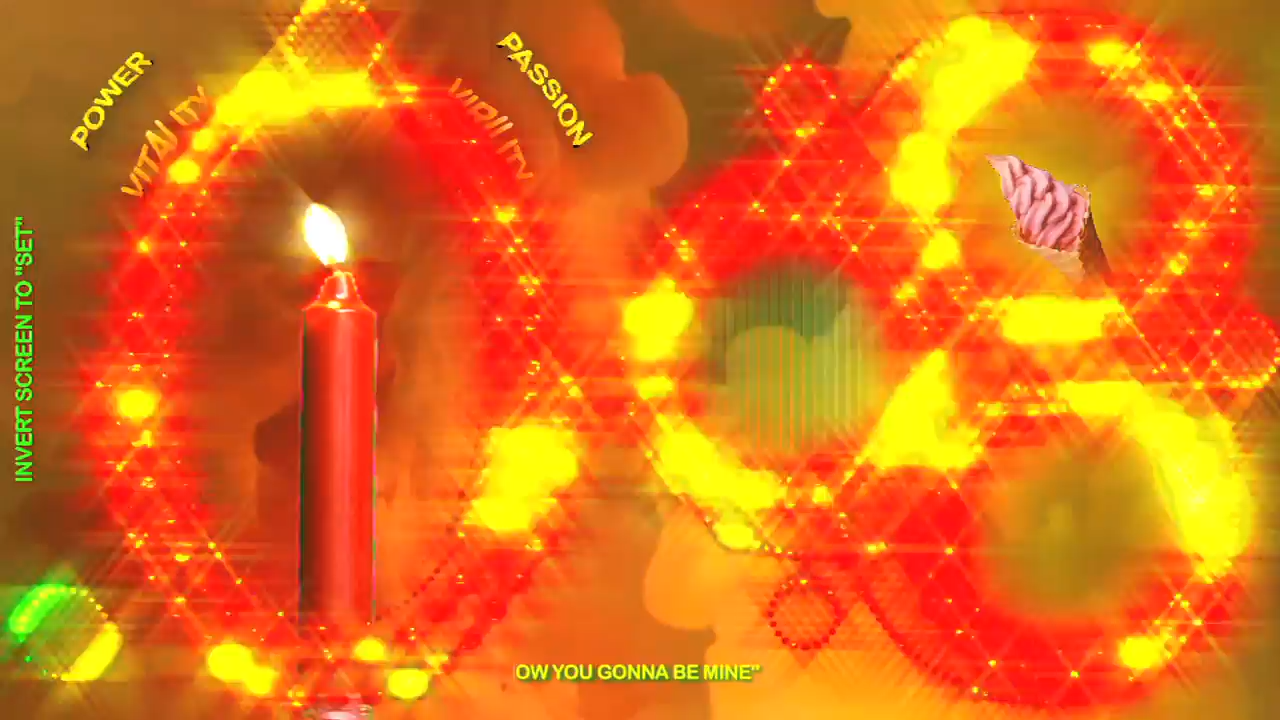 POWER
VITALITY
PASSION
VIRILITY
INVERT SCREEN TO "SET"
OW YOU GONNA BE MINE"